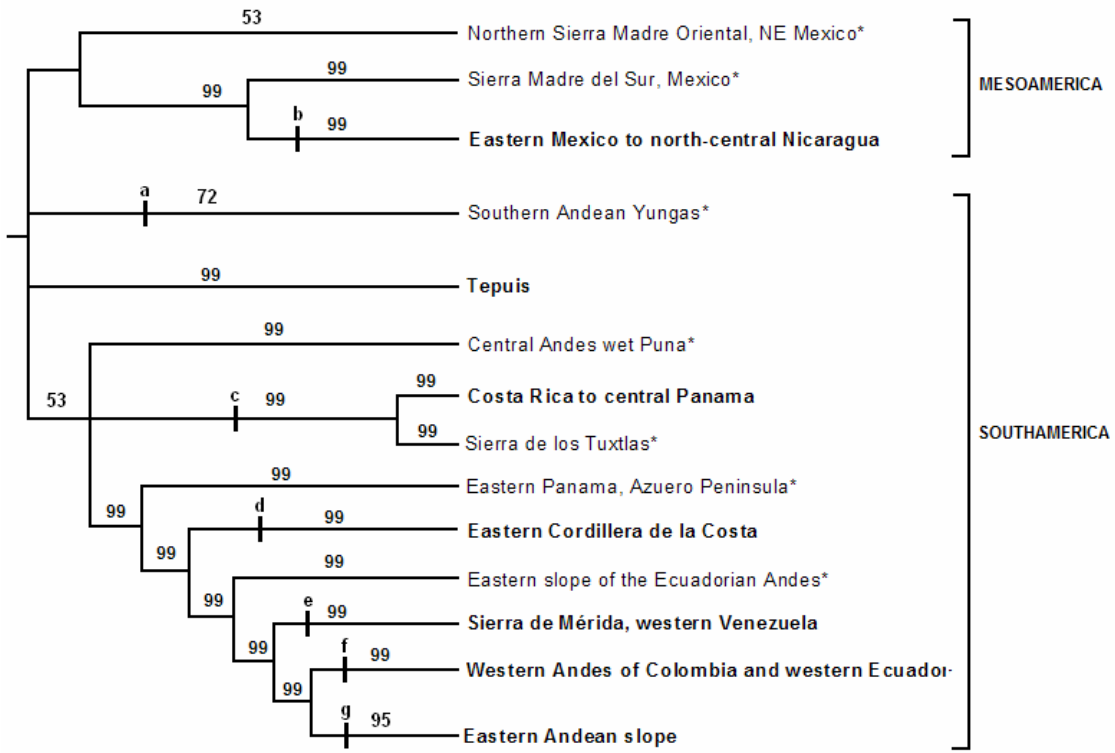 53
Northern Sierra Madre Oriental, NE Mexico*
99
Sierra Madre del Sur, Mexico*
99
MESOAMERICA
b
99
Eastern Mexico to north-central Nicaragua
a
72
Southern Andean Yungas*
99
Tepuis
99
Central Andes wet Puna*
53
c
99
99
Costa Rica to central Panama
99
Sierra de los Tuxtlas*
SOUTHAMERICA
99
Eastern Panama, Azuero Peninsula*
99
d
99
Eastern Cordillera de la Costa
99
99
Eastern slope of the Ecuadorian Andes*
99
e
99
Sierra de Mérida, western Venezuela
99
f
99
Western Andes of Colombia and western Ecuador
99
g
95
Eastern Andean slope